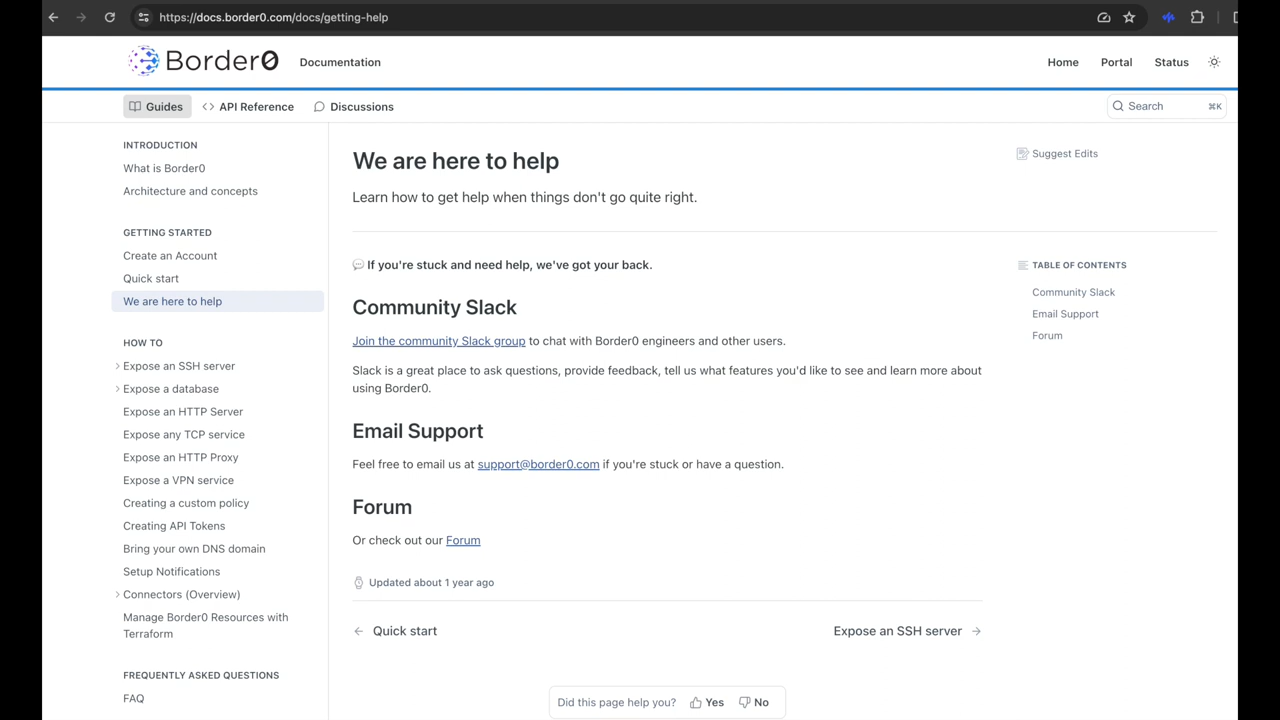 https://docs.border0.com/docs/getting-help
Border0
Documentation
Home
Portal
Status
Guides
API Reference
Discussions
Search
⌘K
INTRODUCTION
What is Border0
Architecture and concepts
GETTING STARTED
Create an Account
Quick start
We are here to help
HOW TO
Expose an SSH server
Expose a database
Expose an HTTP Server
Expose any TCP service
Expose an HTTP Proxy
Expose a VPN service
Creating a custom policy
Creating API Tokens
Bring your own DNS domain
Setup Notifications
Connectors (Overview)
Manage Border0 Resources with
Terraform
FREQUENTLY ASKED QUESTIONS
FAQ
We are here to help
Learn how to get help when things don't go quite right.
💬 If you're stuck and need help, we've got your back.
Community Slack
Join the community Slack group to chat with Border0 engineers and other users.
Slack is a great place to ask questions, provide feedback, tell us what features you'd like to see and learn more about
using Border0.
Email Support
Feel free to email us at support@border0.com if you're stuck or have a question.
Forum
Or check out our Forum
Updated about 1 year ago
← Quick start
Expose an SSH server →
Did this page help you?
Yes
No
Suggest Edits
TABLE OF CONTENTS
Community Slack
Email Support
Forum